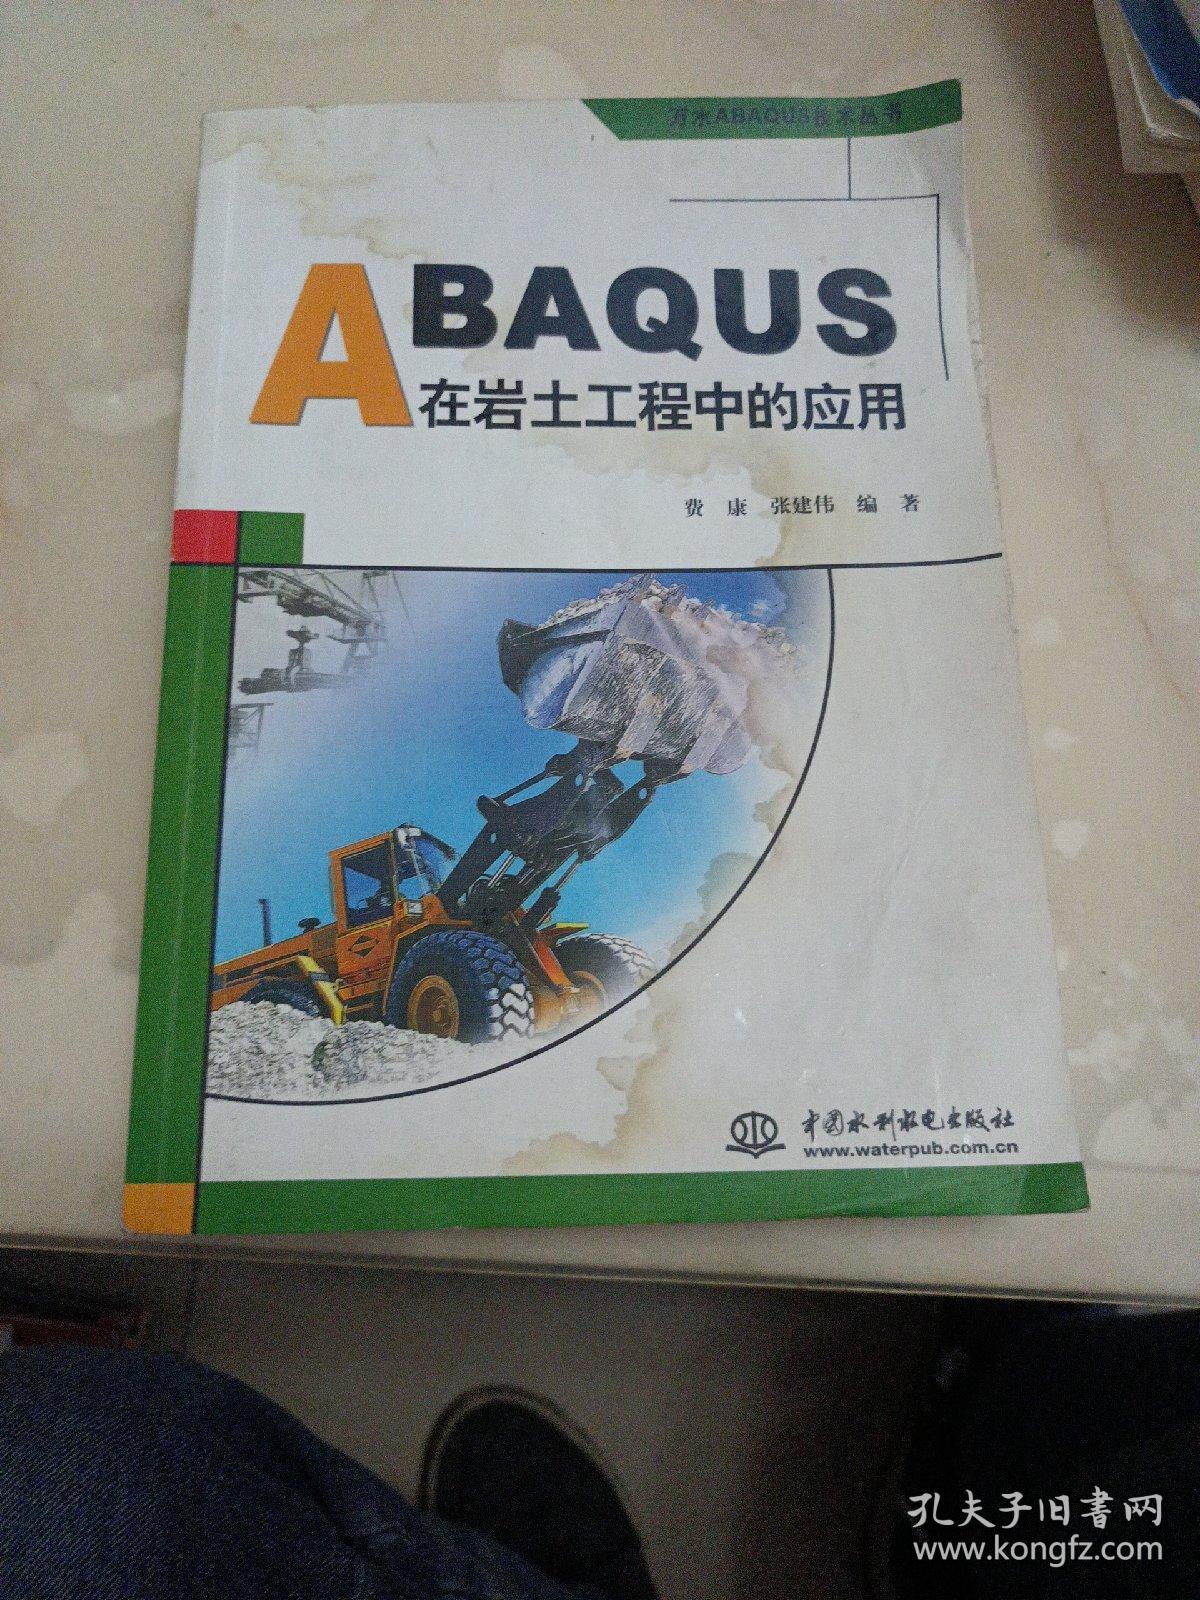 万水ABAQUS技术丛书
ABAQUS
在岩土工程中的应用
费 康 张建伟 编 著
中国水利水电出版社
www.waterpub.com.cn
孔夫子旧书网
www.kongfz.com